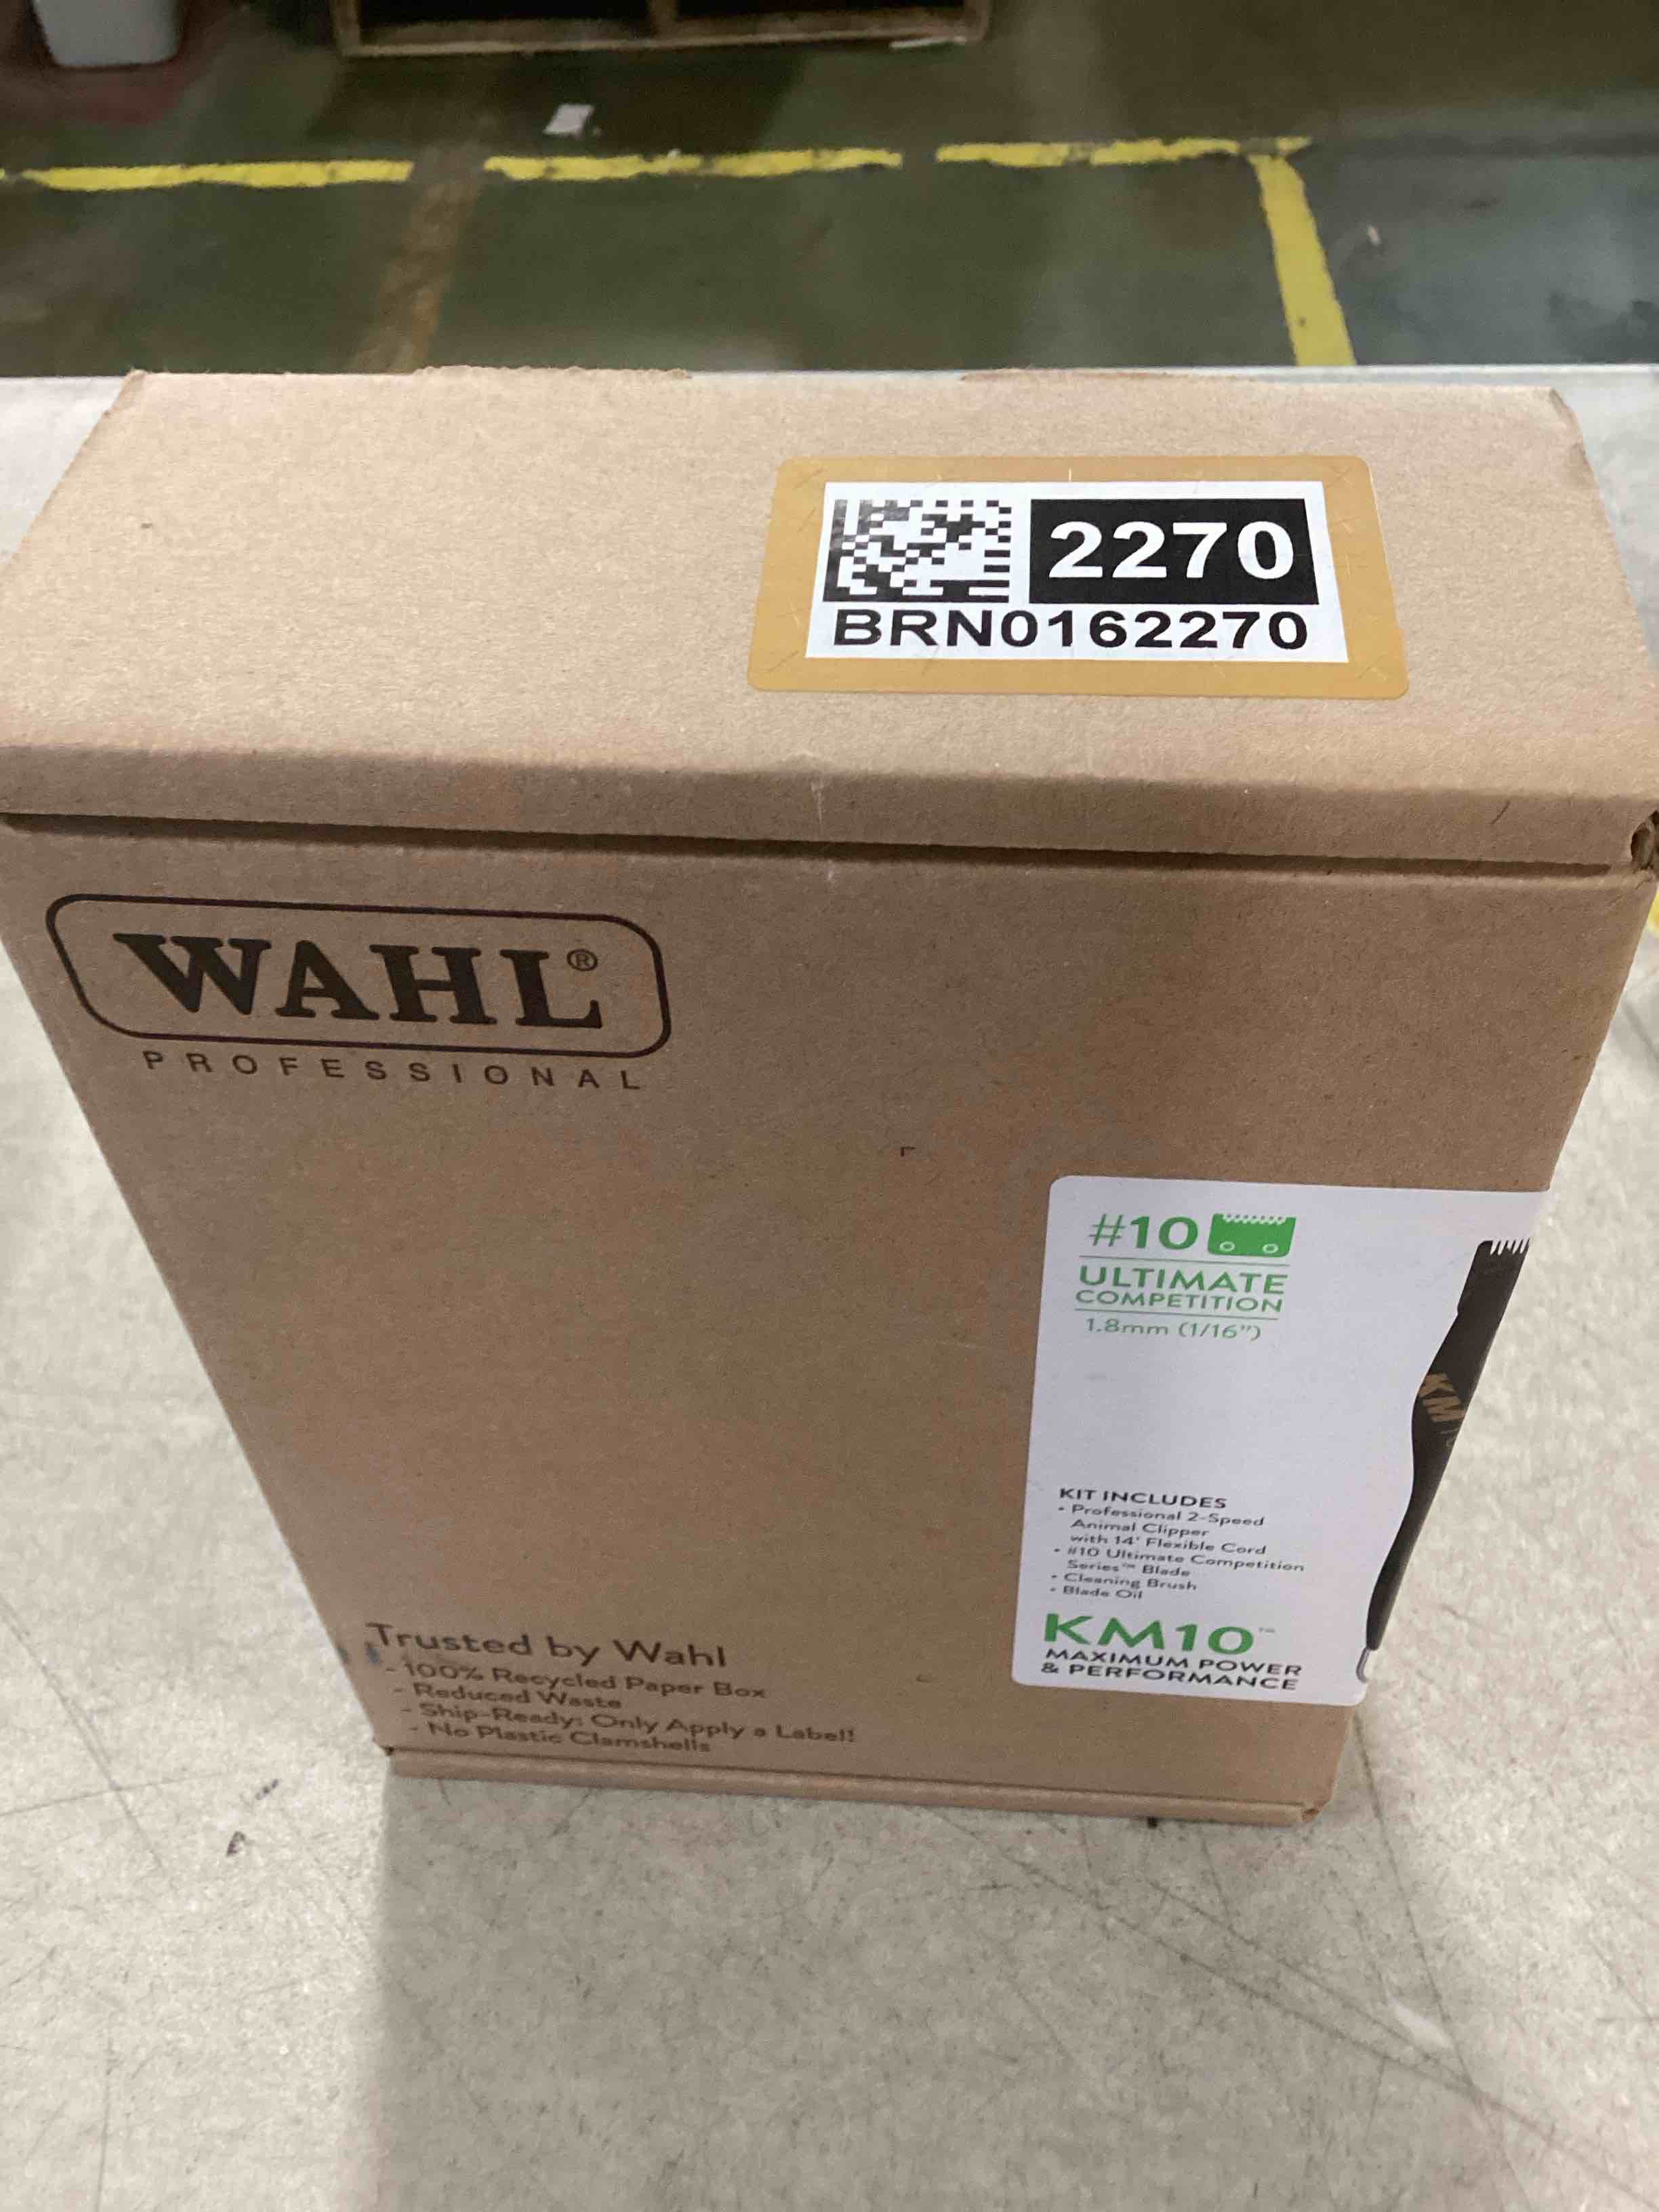 2270
BRN0162270
WAHL®
PROFESSIONAL
#10
ULTIMATE
COMPETITION
1.8mm (1/16")
KM10
KIT INCLUDES
• Professional 2-Speed
Animal Clipper
with 14' Flexible Cord
• #10 Ultimate Competition
Series™ Blade
• Cleaning Brush
• Blade Oil
KM10™
MAXIMUM POWER
& PERFORMANCE
Trusted by Wahl
- 100% Recycled Paper Box
- Reduced Waste
- Ship-Ready: Only Apply a Label!
- No Plastic Clamshells